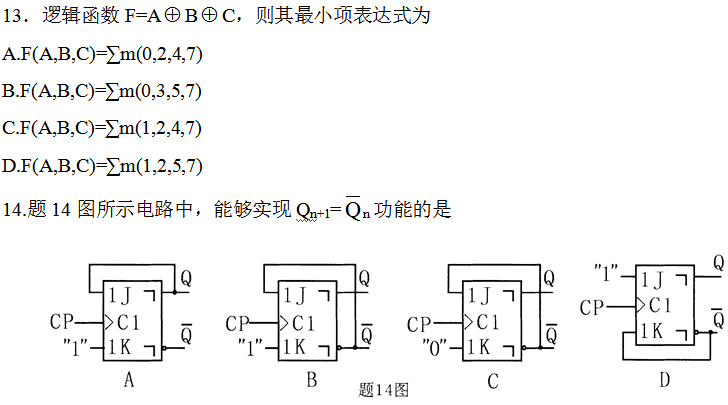 13．逻辑函数 F=A⊕B⊕C，则其最小项表达式为
A.F(A,B,C)=∑m(0,2,4,7)
B.F(A,B,C)=∑m(0,3,5,7)
C.F(A,B,C)=∑m(1,2,4,7)
D.F(A,B,C)=∑m(1,2,5,7)
14.题 14 图所示电路中，能够实现 Qn+1=Q̅n 功能的是
1J ┐ Q
CP C1
"1" 1K ┐ Q̅
A
1J ┐ Q
CP C1
"1" 1K ┐ Q̅
B
1J ┐ Q
CP C1
"0" 1K ┐ Q̅
C
"1" 1J ┐ Q
CP C1
1K ┐ Q̅
D
题14图